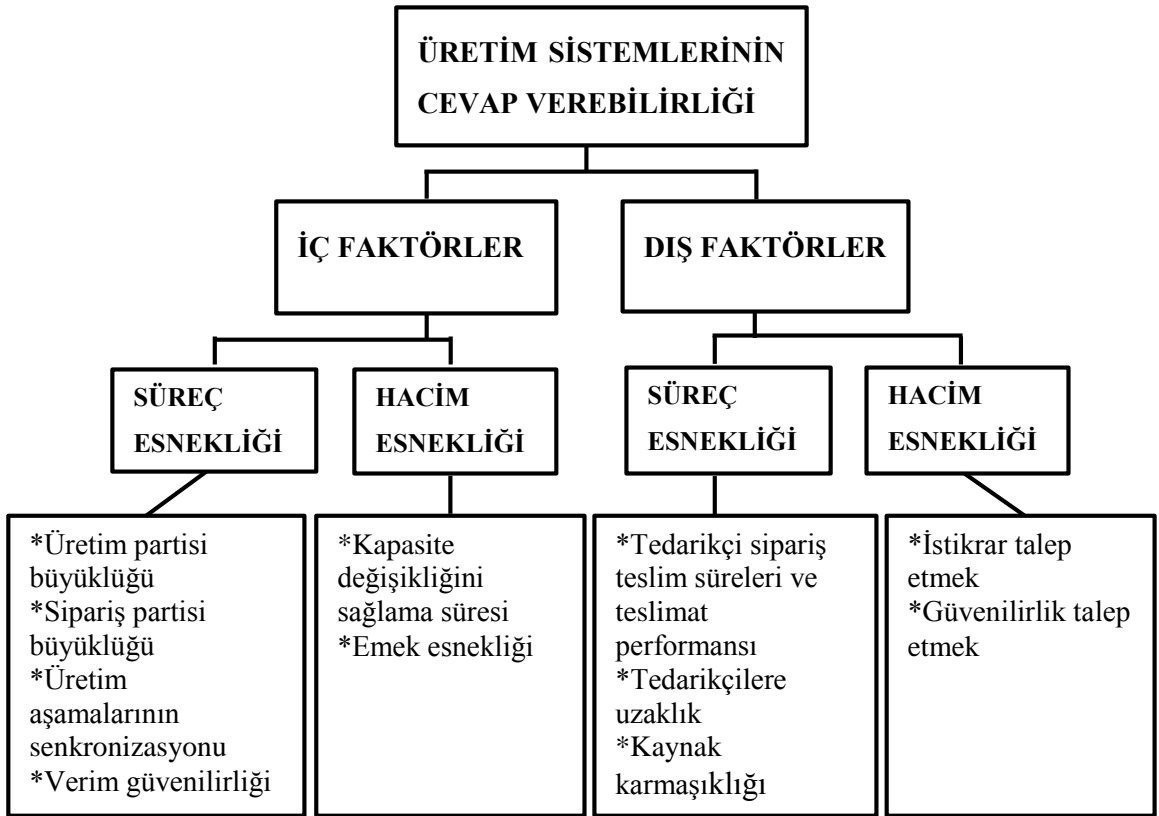 ÜRETİM SİSTEMLERİNİN
CEVAP VEREBİLİRLİĞİ
İÇ FAKTÖRLER
DIŞ FAKTÖRLER
SÜREÇ
ESNEKLİĞİ
HACİM
ESNEKLİĞİ
SÜREÇ
ESNEKLİĞİ
HACİM
ESNEKLİĞİ
*Üretim partisi
büyüklüğü
*Sipariş partisi
büyüklüğü
*Üretim
aşamalarının
senkronizasyonu
*Verim güvenilirliği
*Kapasite
değişikliğini
sağlama süresi
*Emek esnekliği
*Tedarikçi sipariş
teslim süreleri ve
teslimat
performansı
*Tedarikçilere
uzaklık
*Kaynak
karmaşıklığı
*İstikrar talep
etmek
*Güvenilirlik talep
etmek